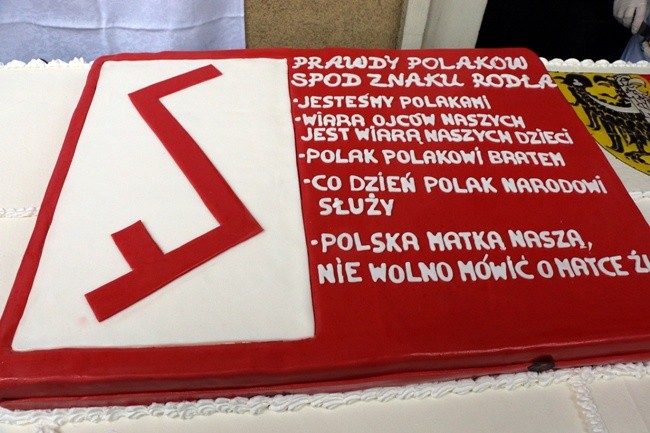 PRAWDY POLAKÓW
SPOD ZNAKU RODŁA
•JESTEŚMY POLAKAMI
•WIARA OJCÓW NASZYCH
JEST WIARĄ NASZYCH DZIECI
•POLAK POLAKOWI BRATEM
•CO DZIEŃ POLAK NARODOWI
SŁUŻY
•POLSKA MATKĄ NASZĄ,
NIE WOLNO MÓWIĆ O MATCE